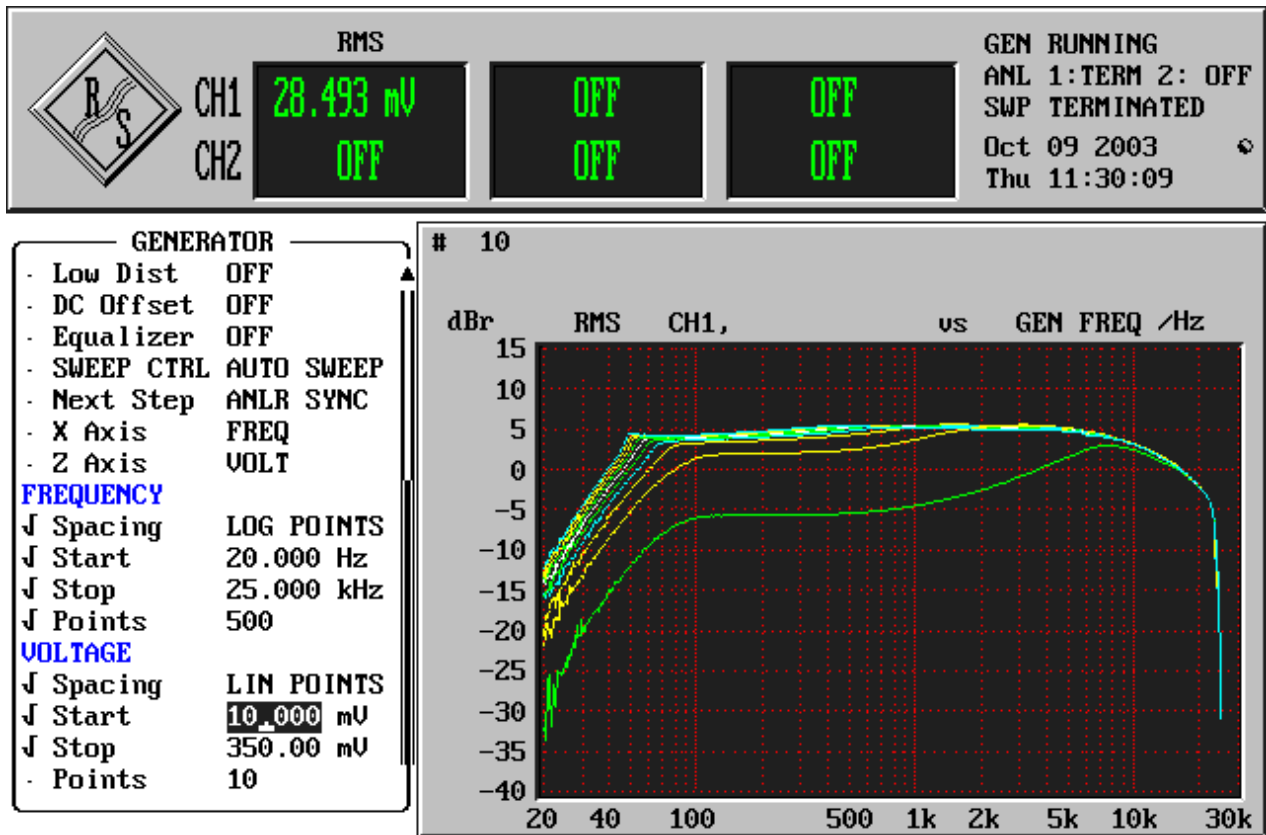 RMS
CH1 28.493 mV OFF OFF
CH2 OFF OFF OFF
R S
GEN RUNNING
ANL 1:TERM 2: OFF
SWP TERMINATED
Oct 09 2003
Thu 11:30:09
GENERATOR
· Low Dist OFF
· DC Offset OFF
· Equalizer OFF
· SWEEP CTRL AUTO SWEEP
· Next Step ANLR SYNC
· X Axis FREQ
· Z Axis VOLT
FREQUENCY
√ Spacing LOG POINTS
√ Start 20.000 Hz
√ Stop 25.000 kHz
√ Points 500
VOLTAGE
√ Spacing LIN POINTS
√ Start 10.000 mV
√ Stop 350.00 mV
· Points 10
# 10
dBr RMS CH1, vs GEN FREQ /Hz
15
10
5
0
-5
-10
-15
-20
-25
-30
-35
-40
20 40 100 500 1k 2k 5k 10k 30k